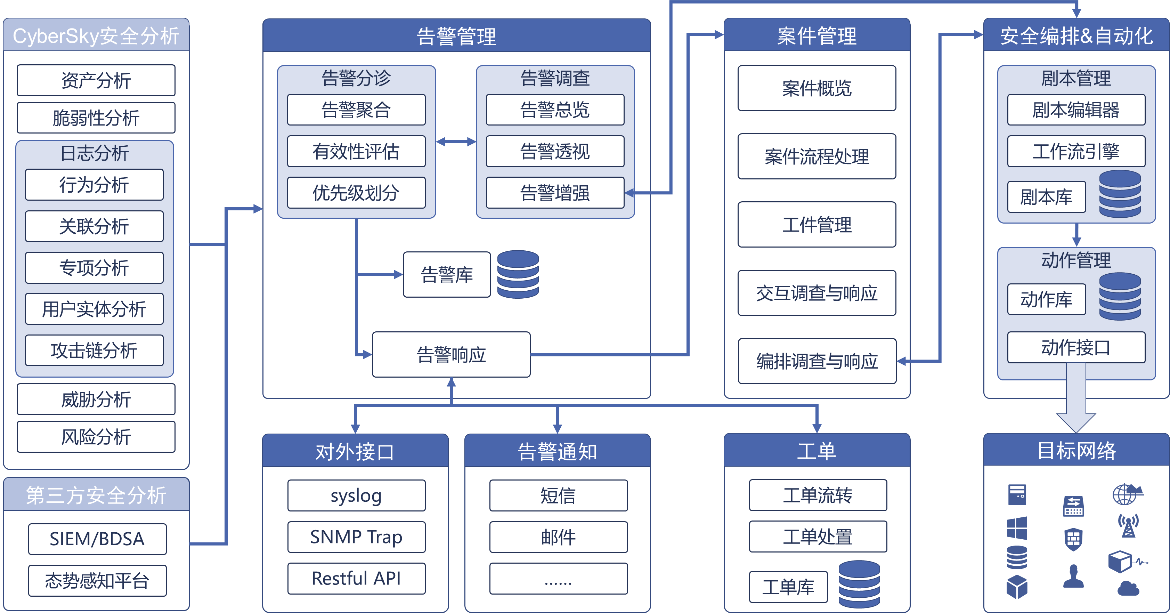 CyberSky安全分析
资产分析
脆弱性分析
日志分析
行为分析
关联分析
专项分析
用户实体分析
攻击链分析
威胁分析
风险分析
第三方安全分析
SIEM/BDSA
态势感知平台
告警管理
告警分诊
告警聚合
有效性评估
优先级划分
告警调查
告警总览
告警透视
告警增强
告警库
告警响应
对外接口
syslog
SNMP Trap
Restful API
告警通知
短信
邮件
......
案件管理
案件概览
案件流程处理
工件管理
交互调查与响应
编排调查与响应
工单
工单流转
工单处置
工单库
安全编排&自动化
剧本管理
剧本编辑器
工作流引擎
剧本库
动作管理
动作库
动作接口
目标网络